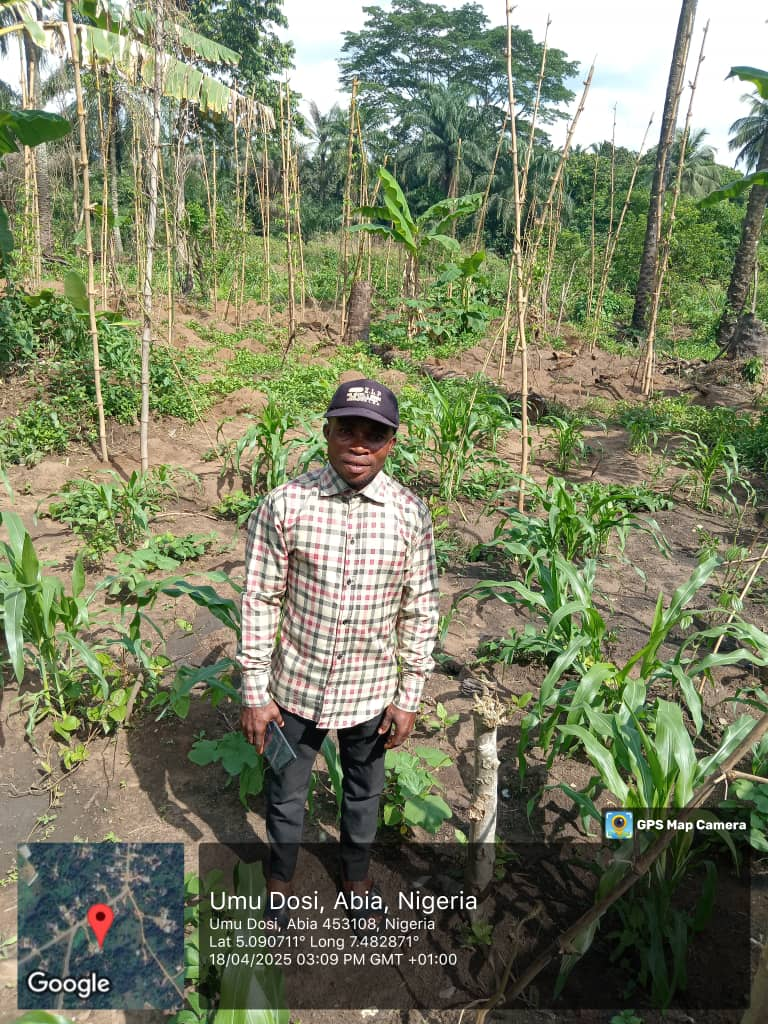 GPS Map Camera
Umu Dosi, Abia, Nigeria
Umu Dosi, Abia 453108, Nigeria
Lat 5.090711° Long 7.482871°
18/04/2025 03:09 PM GMT +01:00
Google